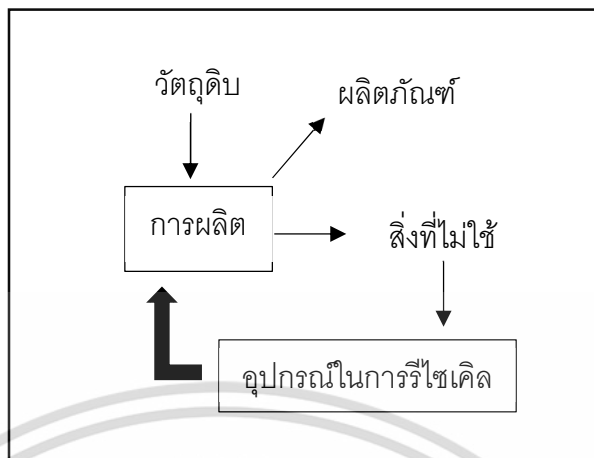 วัตถุดิบ
ผลิตภัณฑ์
การผลิต
สิ่งที่ไม่ใช้
อุปกรณ์ในการรีไซเคิล